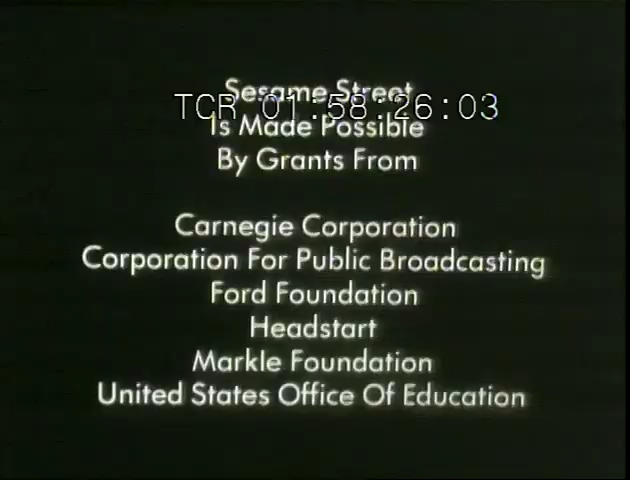 Sesame Street
TCR 01:58:26:03
Is Made Possible
By Grants From
Carnegie Corporation
Corporation For Public Broadcasting
Ford Foundation
Headstart
Markle Foundation
United States Office Of Education